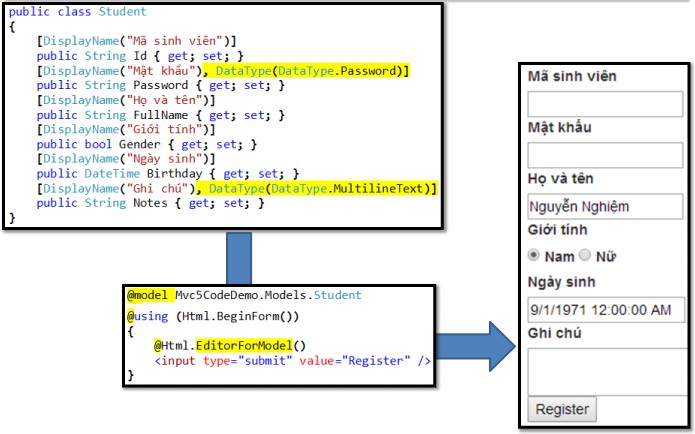 public class Student
{
[DisplayName("Mã sinh viên")]
public String Id { get; set; }
[DisplayName("Mật khẩu"), DataType(DataType.Password)]
public String Password { get; set; }
[DisplayName("Họ và tên")]
public String FullName { get; set; }
[DisplayName("Giới tính")]
public bool Gender { get; set; }
[DisplayName("Ngày sinh")]
public DateTime Birthday { get; set; }
[DisplayName("Ghi chú"), DataType(DataType.MultilineText)]
public String Notes { get; set; }
}
@model Mvc5CodeDemo.Models.Student
@using (Html.BeginForm())
{
@Html.EditorForModel()
<input type="submit" value="Register" />
}
Mã sinh viên
Mật khẩu
Họ và tên
Nguyễn Nghiệm
Giới tính
Nam Nữ
Ngày sinh
9/1/1971 12:00:00 AM
Ghi chú
Register